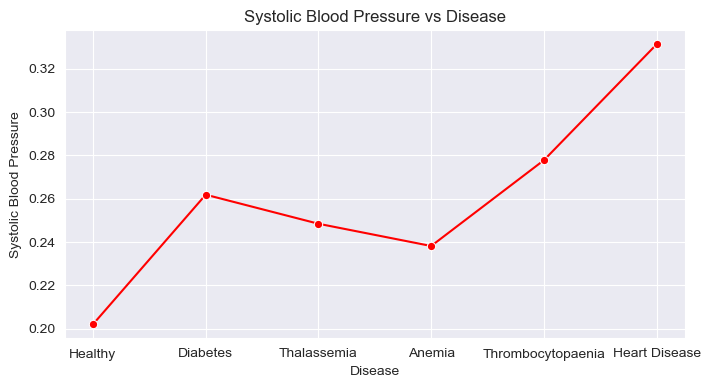 Systolic Blood Pressure vs Disease
Systolic Blood Pressure
0.32
0.30
0.28
0.26
0.24
0.22
0.20
Healthy Diabetes Thalassemia Anemia Thrombocytopaenia Heart Disease
Disease